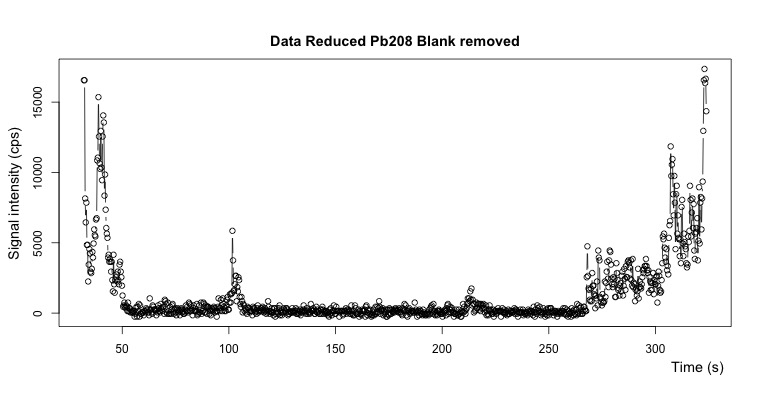 Data Reduced Pb208 Blank removed
Signal intensity (cps)
15000
10000
5000
0
50 100 150 200 250 300
Time (s)